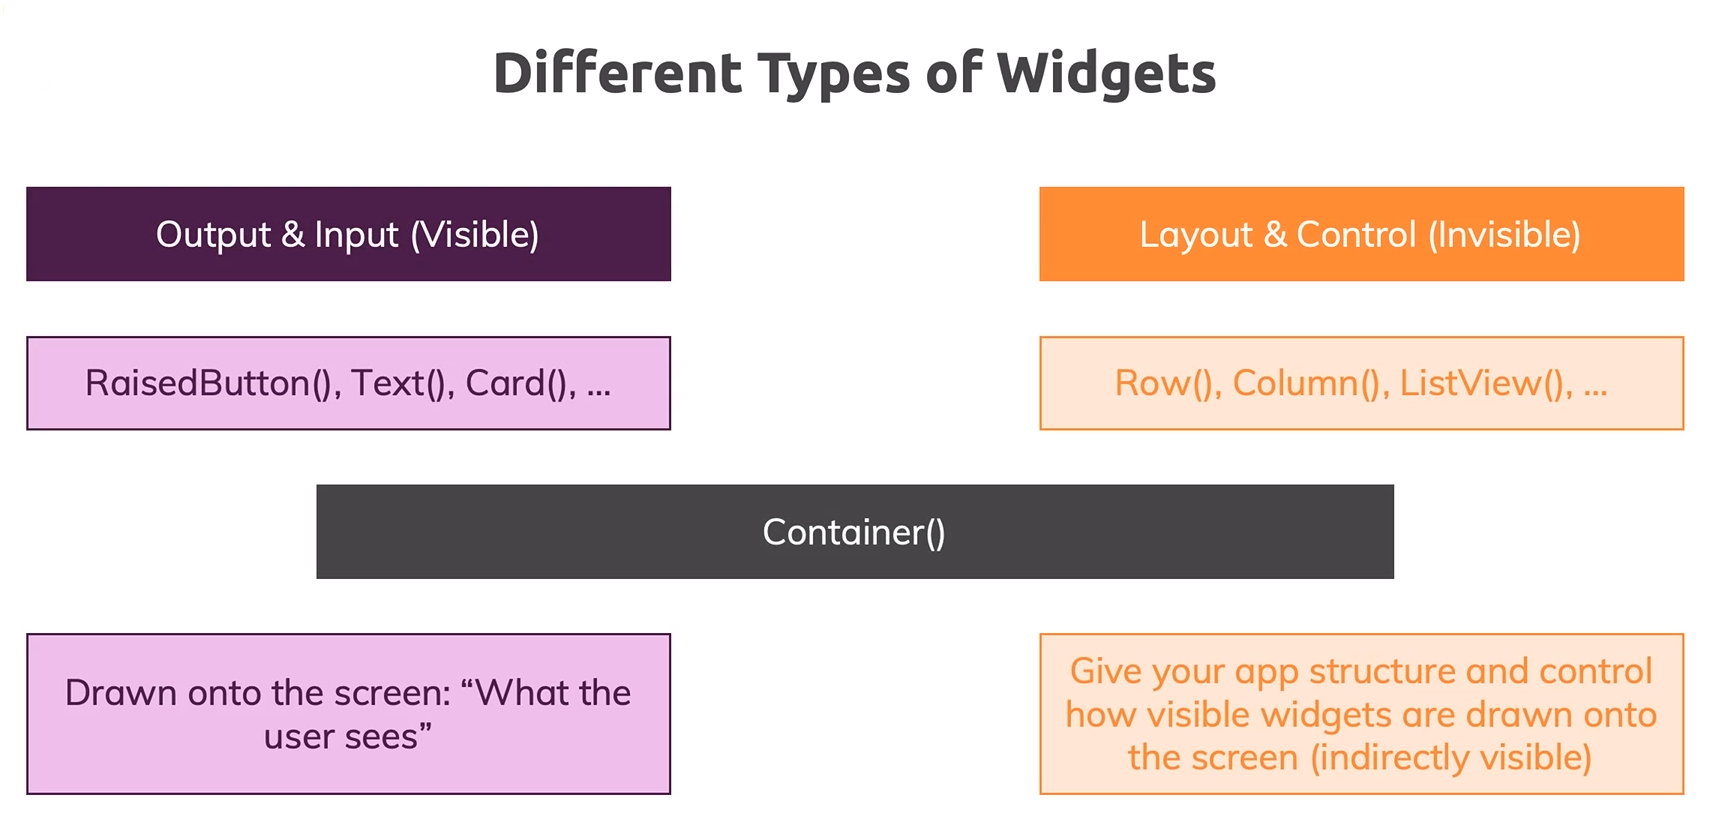 Different Types of Widgets
Output & Input (Visible)
Layout & Control (Invisible)
RaisedButton(), Text(), Card(), ...
Row(), Column(), ListView(), ...
Container()
Drawn onto the screen: “What the
user sees”
Give your app structure and control
how visible widgets are drawn onto
the screen (indirectly visible)